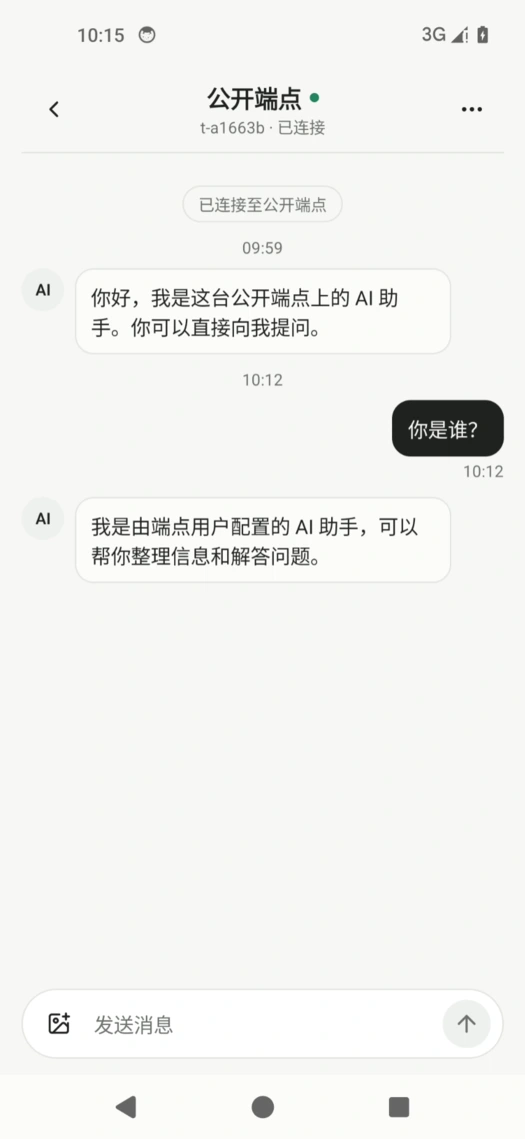 10:15
3G
公开端点
t-a1663b · 已连接
已连接至公开端点
09:59
AI
你好，我是这台公开端点上的 AI 助
手。你可以直接向我提问。
10:12
你是谁？
10:12
AI
我是由端点用户配置的 AI 助手，可以
帮你整理信息和解答问题。
发送消息